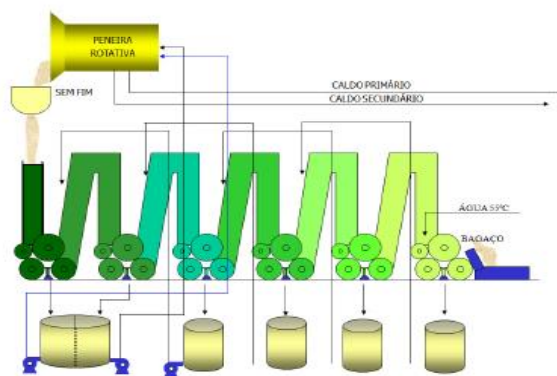 PENEIRA
ROTATIVA
SEM FIM
CALDO PRIMÁRIO
CALDO SECUNDÁRIO
ÁGUA 55ºC
BAGAÇO